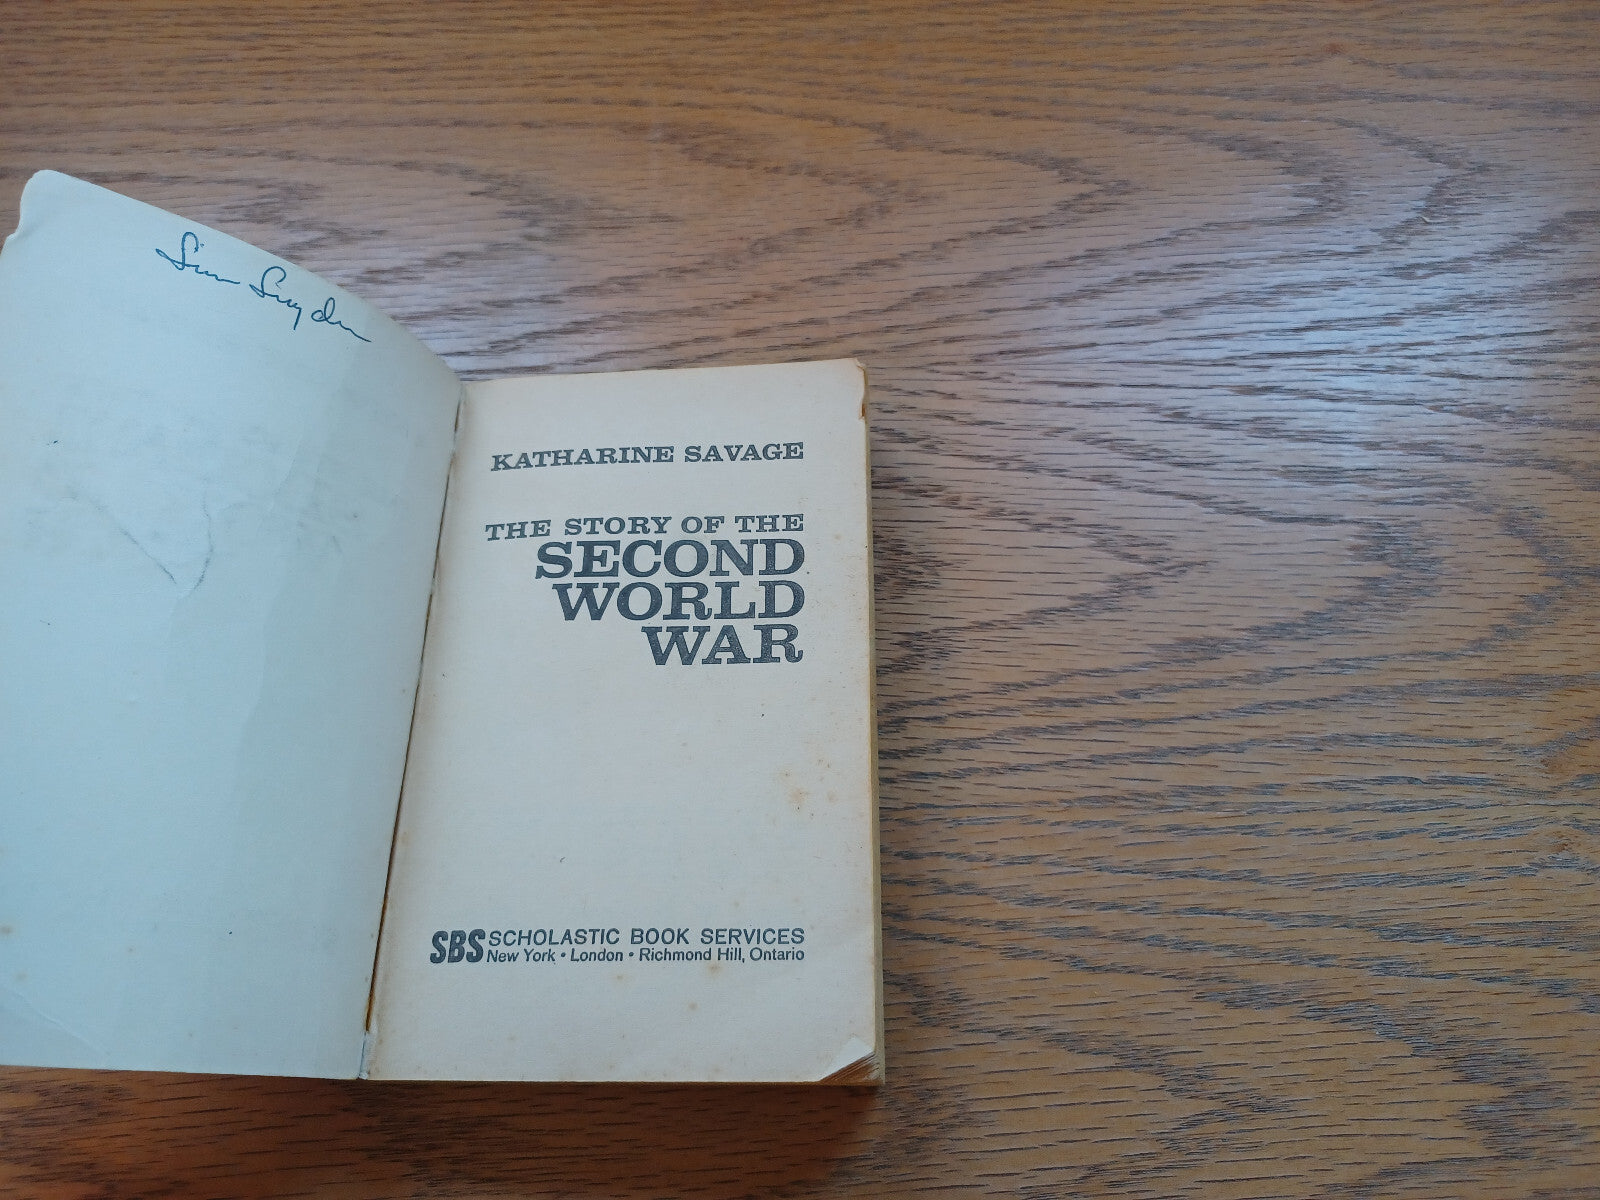 Snyder
KATHARINE SAVAGE
THE STORY OF THE
SECOND
WORLD
WAR
SBS SCHOLASTIC BOOK SERVICES
New York • London • Richmond Hill, Ontario